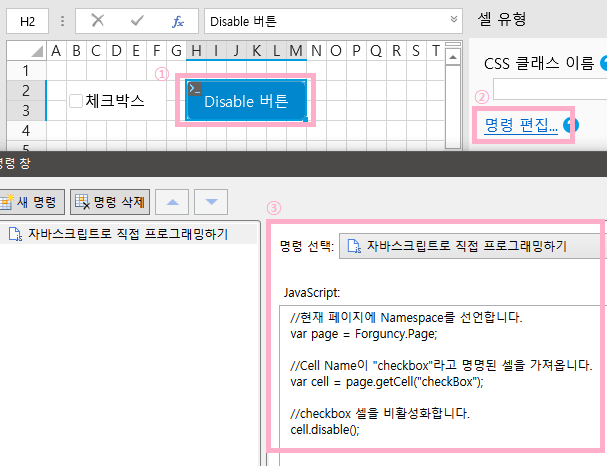 H2 fx Disable 버튼
셀 유형
A B C D E F G H I J K L M N O P Q R S T
CSS 클래스 이름
1
①
②
2
체크박스
Disable 버튼
3
명령 편집...
4
5
명령 창
새 명령
명령 삭제
③
자바스크립트로 직접 프로그래밍하기
명령 선택: 자바스크립트로 직접 프로그래밍하기
JavaScript:
//현재 페이지에 Namespace를 선언합니다.
var page = Forguncy.Page;
//Cell Name이 "checkbox"라고 명명된 셀을 가져옵니다.
var cell = page.getCell("checkBox");
//checkbox 셀을 비활성화합니다.
cell.disable();